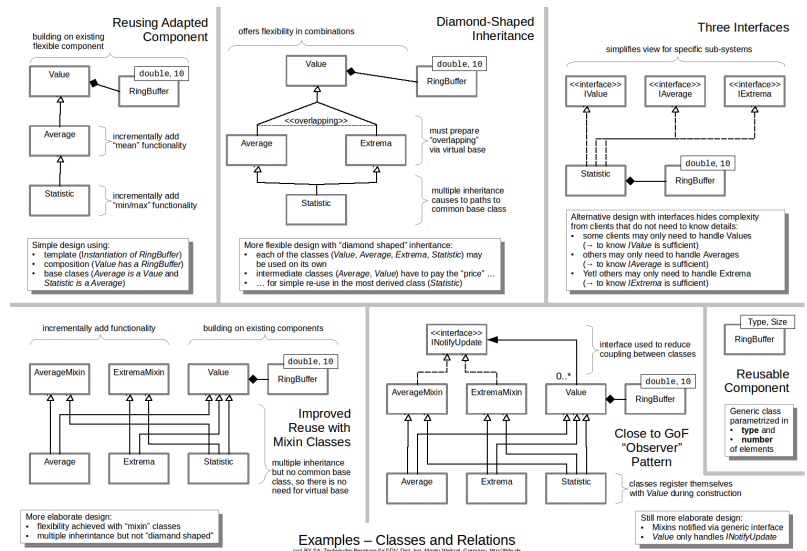 Reusing Adapted
Component
building on existing
flexible component
Value
double, 10
RingBuffer
Average
incrementally add
"mean" functionality
Statistic
incrementally add
"min/max" functionality
Simple design using:
• template (Instantiation of RingBuffer)
• composition (Value has a RingBuffer)
• base clases (Average is a Vaue and
Statistic is a Average)
Diamond-Shaped
Inheritance
offers flexibility in combinations
Value
double, 10
RingBuffer
<<overlapping>>
Average
Extrema
must prepare
"overlapping"
via virtual base
Statistic
multiple inheritance
causes to paths to
common base class
More flexible design with "diamand shaped" inheritance:
• each of the classes (Value, Average, Extrema, Statistic) may
be used on its own
• intermediate classes (Average, Value) have to pay the "price" ...
• ... for simple re-use in the most derived class (Statistic)
Three Interfaces
simplifies view for specific sub-systems
<<interface>>
IValue
<<interface>>
IAverage
<<interface>>
IExtrema
Statistic
double, 10
RingBuffer
Alternative design with interfaces hides complexity
from clients that do not need to know details:
• some clients may only need to handle Values
(→ to know IValue is sufficient)
• others may only need to handle Averages
(→ to know IAverage is sufficient)
• Yetl others may only need to handle Extrema
(→ to know IExtrema is sufficient)
incrementally add functionality
building on existing components
AverageMixin
ExtremaMixin
Value
double, 10
RingBuffer
Improved
Reuse with
Mixin Classes
Average
Extrema
Statistic
multiple inheritance
but no common base
class, so there is no
need for virtual base
More elaborate design:
• flexibility achieved with "mixin" classes
• multiple inherintance but not "diamand shaped"
<<interface>>
INotifyUpdate
interface used to reduce
coupling between classes
0..*
AverageMixin
ExtremaMixin
Value
double, 10
RingBuffer
Close to GoF
"Observer"
Pattern
Average
Extrema
Statistic
classes register themselves
with Value during construction
Still more elaborate design:
• Mixins notified via generic interface
• Value only handles INotifyUpdate
Type, Size
RingBuffer
Reusable
Component
Generic class
parametrized in
• type and
• number
of elements
Examples – Classes and Relations